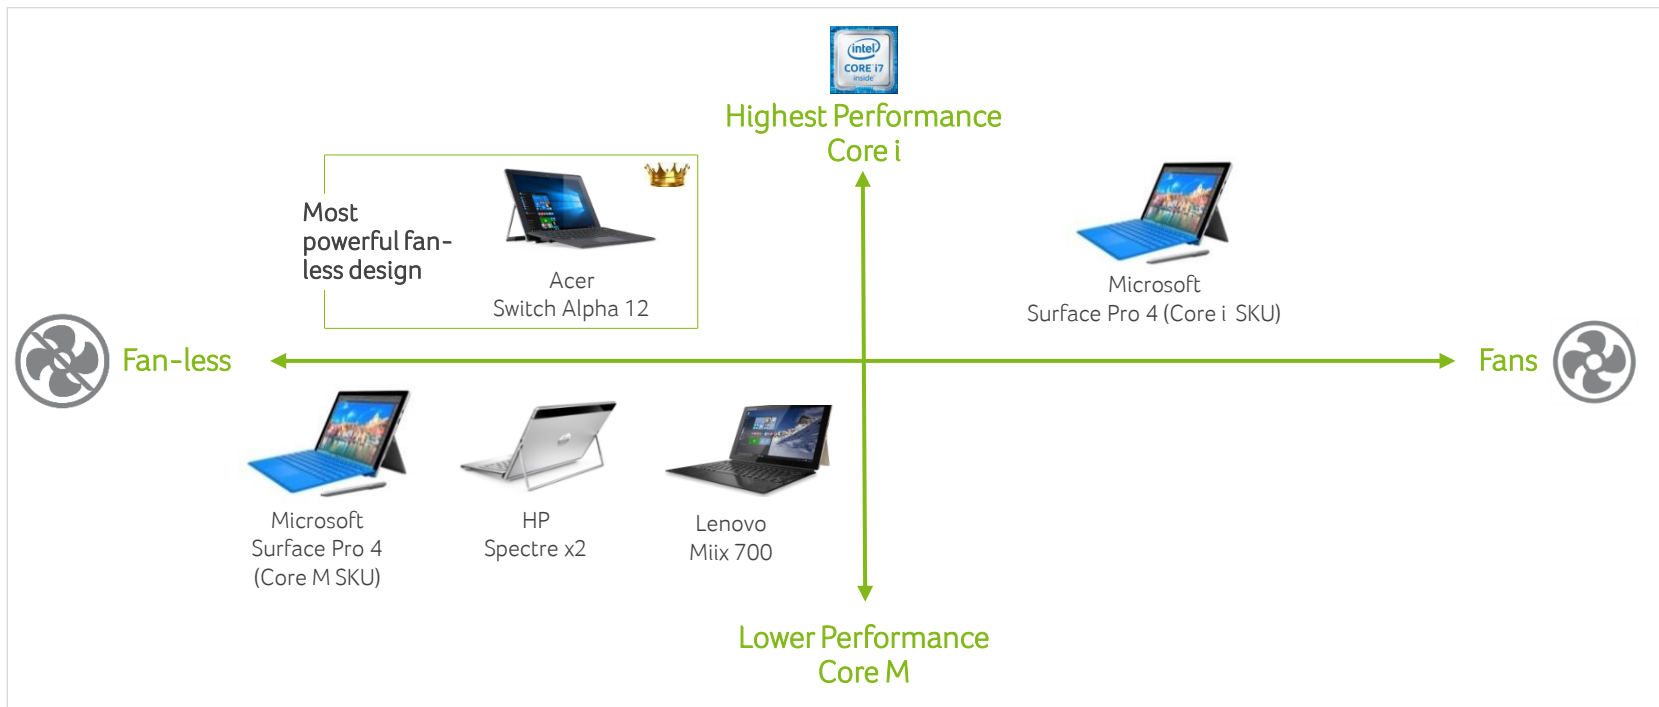 intel
CORE i7
inside
Highest Performance
Core i
Most
powerful fan-
less design
Acer
Switch Alpha 12
Microsoft
Surface Pro 4 (Core i SKU)
Fan-less
Fans
Microsoft
Surface Pro 4
(Core M SKU)
HP
Spectre x2
Lenovo
Miix 700
Lower Performance
Core M